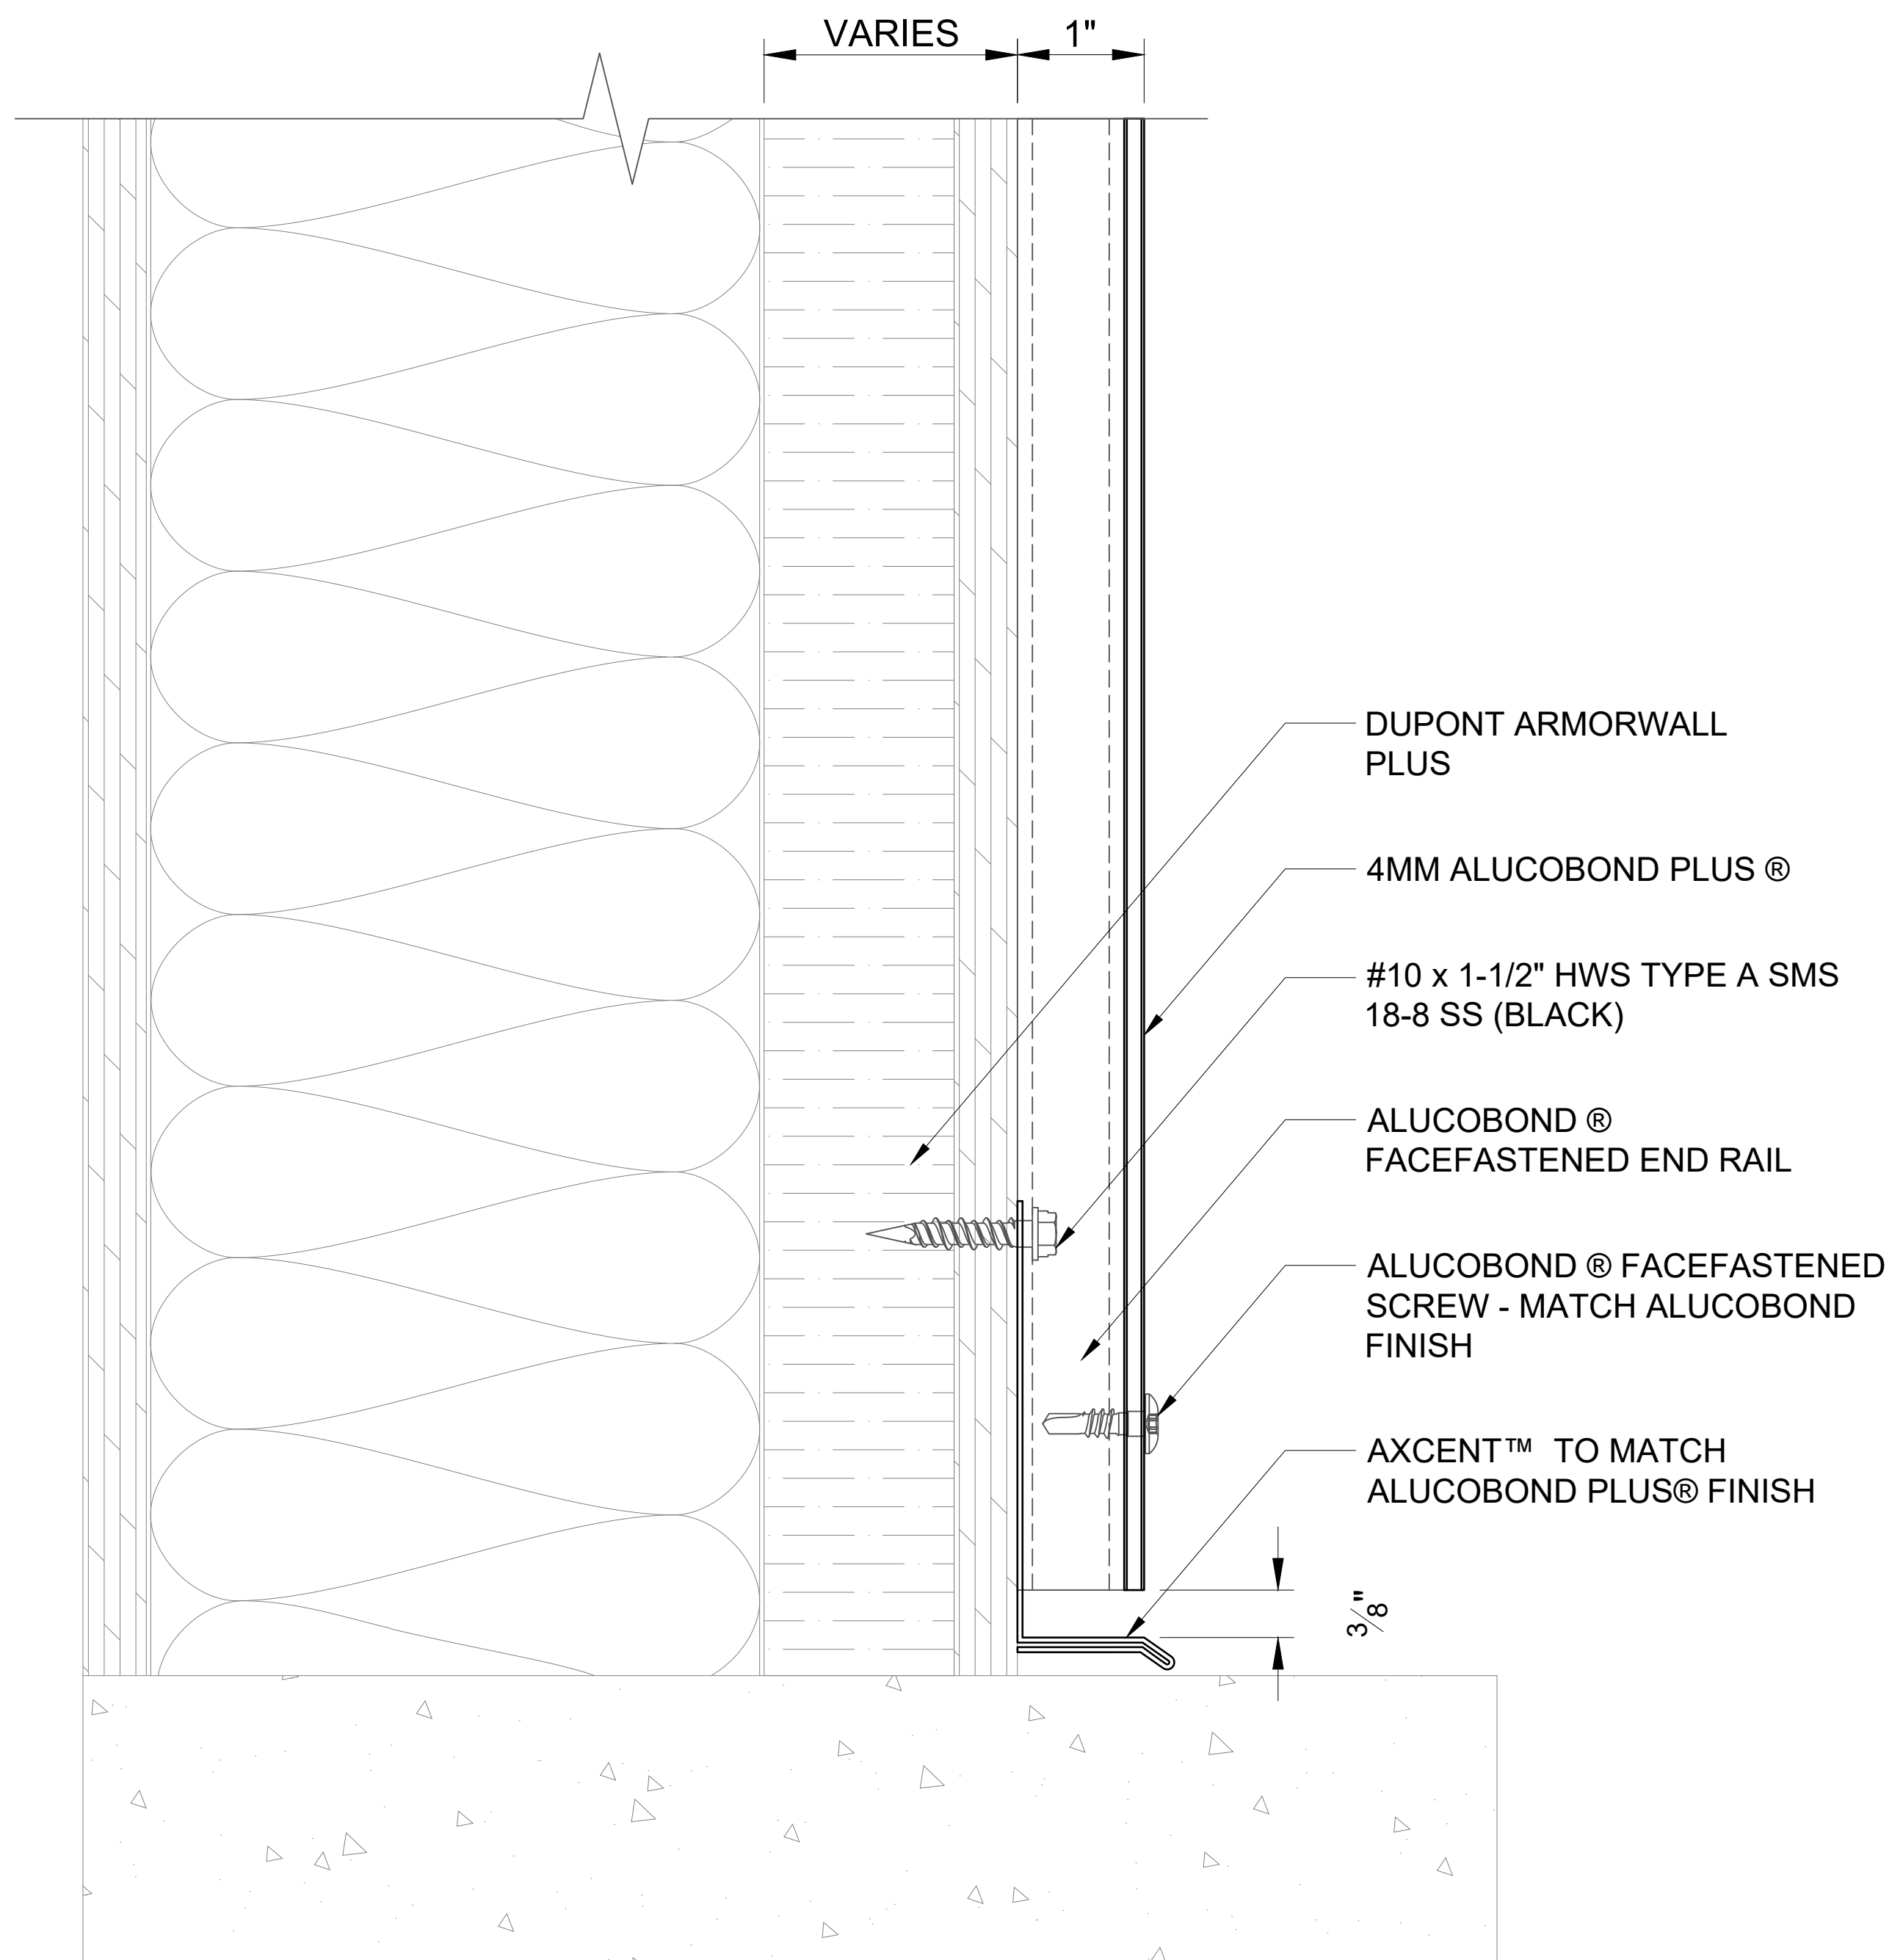 VARIES
1"
DUPONT ARMORWALL
PLUS
4MM ALUCOBOND PLUS ®
#10 x 1-1/2" HWS TYPE A SMS
18-8 SS (BLACK)
ALUCOBOND ®
FACEFASTENED END RAIL
ALUCOBOND ® FACEFASTENED
SCREW - MATCH ALUCOBOND
FINISH
AXCENT™ TO MATCH
ALUCOBOND PLUS® FINISH
3/8"